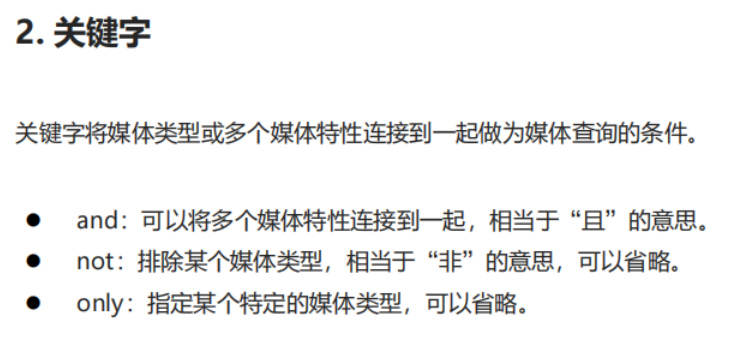 2. 关键字
关键字将媒体类型或多个媒体特性连接到一起做为媒体查询的条件。
● and：可以将多个媒体特性连接到一起，相当于“且”的意思。
● not：排除某个媒体类型，相当于“非”的意思，可以省略。
● only：指定某个特定的媒体类型，可以省略。